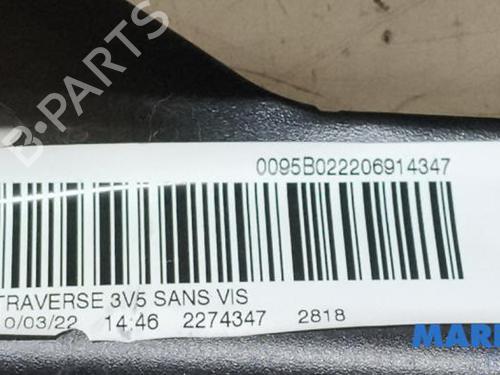 B-PARTS
0095B022206914347
TRAVERSE 3V5 SANS VIS
0/03/22 14:46 2274347 2818